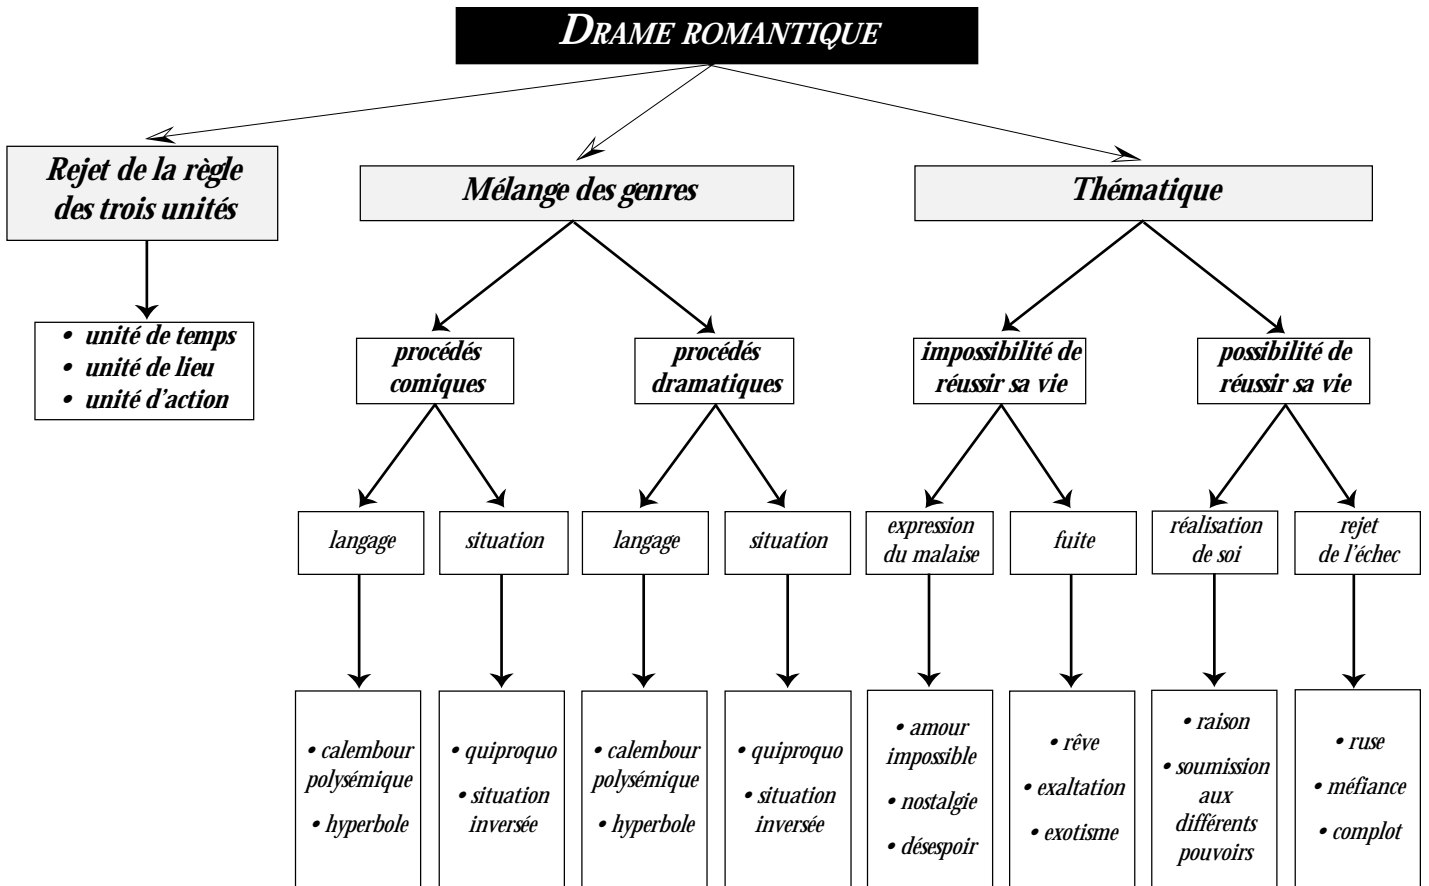 DRAME ROMANTIQUE
Rejet de la règle
des trois unités
Mélange des genres
Thématique
• unité de temps
• unité de lieu
• unité d'action
procédés
comiques
procédés
dramatiques
impossibilité de
réussir sa vie
possibilité de
réussir sa vie
langage
situation
langage
situation
expression
du malaise
fuite
réalisation
de soi
rejet
de l'échec
• calembour
polysémique
• hyperbole
• quiproquo
• situation
inversée
• calembour
polysémique
• hyperbole
• quiproquo
• situation
inversée
• amour
impossible
• nostalgie
• désespoir
• rêve
• exaltation
• exotisme
• raison
• soumission
aux
différents
pouvoirs
• ruse
• méfiance
• complot